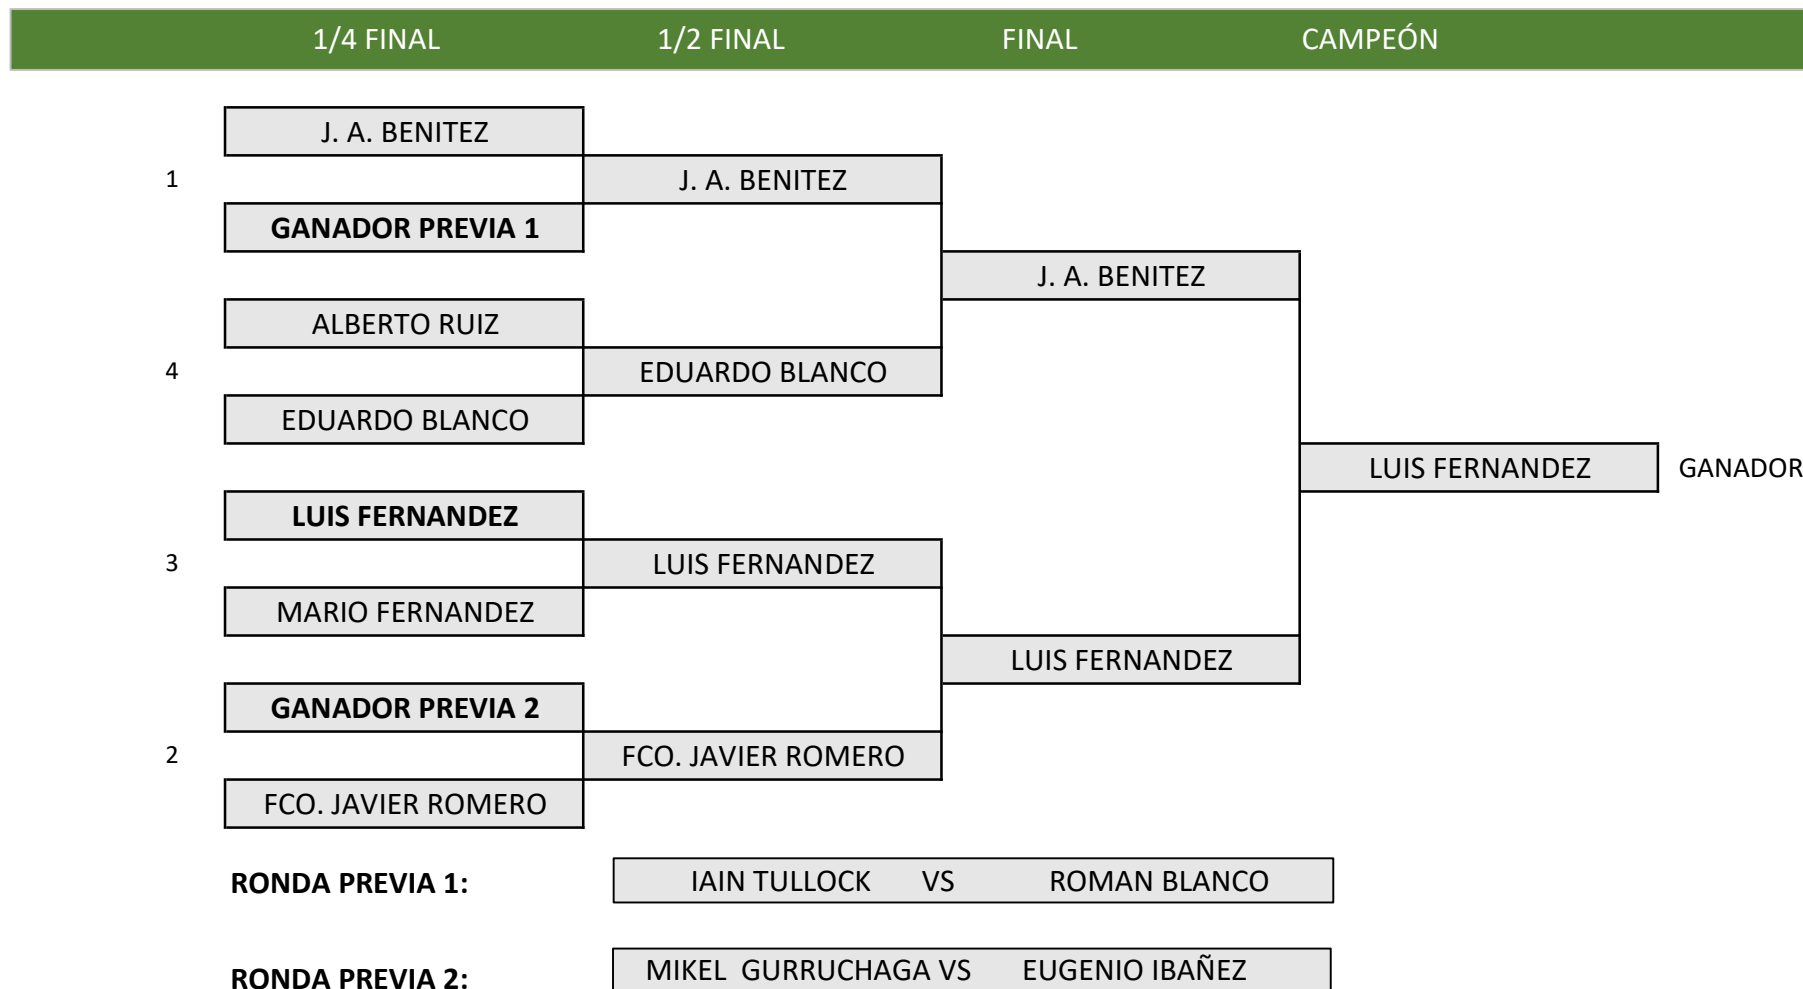 1/4 FINAL 1/2 FINAL FINAL CAMPEÓN
J. A. BENITEZ
1 J. A. BENITEZ
GANADOR PREVIA 1
J. A. BENITEZ
ALBERTO RUIZ
4 EDUARDO BLANCO
EDUARDO BLANCO
LUIS FERNANDEZ GANADOR
LUIS FERNANDEZ
3 LUIS FERNANDEZ
MARIO FERNANDEZ
LUIS FERNANDEZ
GANADOR PREVIA 2
2 FCO. JAVIER ROMERO
FCO. JAVIER ROMERO
RONDA PREVIA 1: IAIN TULLOCK VS ROMAN BLANCO
RONDA PREVIA 2: MIKEL GURRUCHAGA VS EUGENIO IBAÑEZ